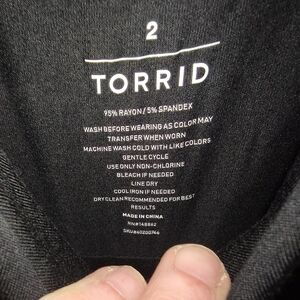 2
TORRID
95% RAYON / 5% SPANDEX
WASH BEFORE WEARING AS COLOR MAY
TRANSFER WHEN WORN
MACHINE WASH COLD WITH LIKE COLORS
GENTLE CYCLE
USE ONLY NON-CHLORINE
BLEACH IF NEEDED
LINE DRY
COOL IRON IF NEEDED
DRY CLEAN RECOMMENDED FOR BEST
RESULTS
MADE IN CHINA
RN#148862